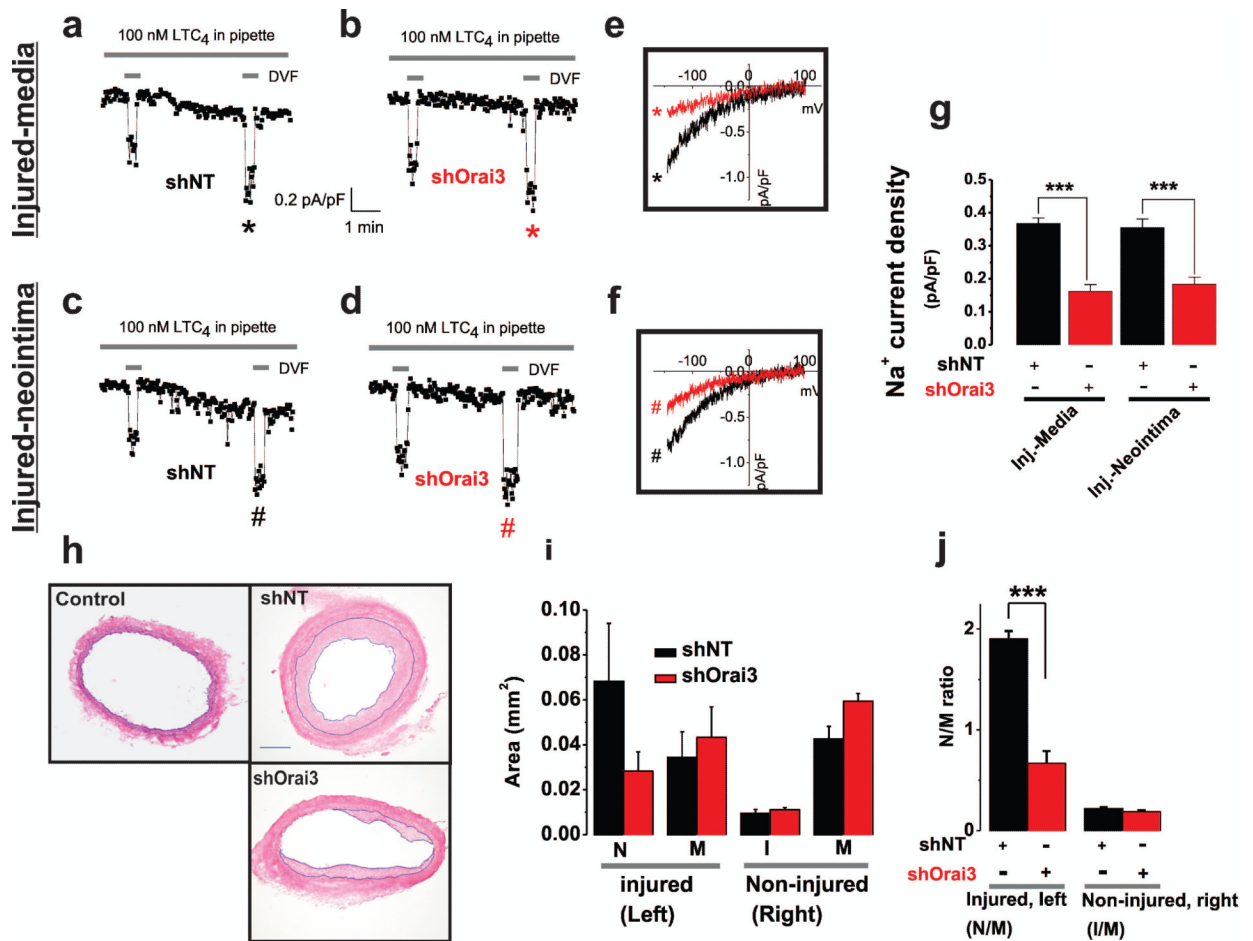 Injured-media
a
100 nM LTC4 in pipette
DVF
shNT
*
0.2 pA/pF
1 min
b
100 nM LTC4 in pipette
DVF
shOrai3
*
e
-100 0 100
0.0
mV
-0.5
-1.0
pA/pF
*
*
g
Na+ current density
(pA/pF)
0.5
0.4
0.3
0.2
0.1
0.0
*** ***
shNT + - + -
shOrai3 - + - +
Inj.-Media
Inj.-Neointima
Injured-neointima
c
100 nM LTC4 in pipette
DVF
shNT
#
d
100 nM LTC4 in pipette
DVF
shOrai3
#
f
-100 0 100
0.0
mV
-0.5
-1.0
pA/pF
#
#
h
Control
shNT
shOrai3
i
Area (mm2)
0.10
0.08
0.06
0.04
0.02
0.00
shNT
shOrai3
N M I M
injured
(Left)
Non-injured
(Right)
j
N/M ratio
2
1
0
***
shNT + - + -
shOrai3 - + - +
Injured, left
(N/M)
Non-injured, right
(I/M)